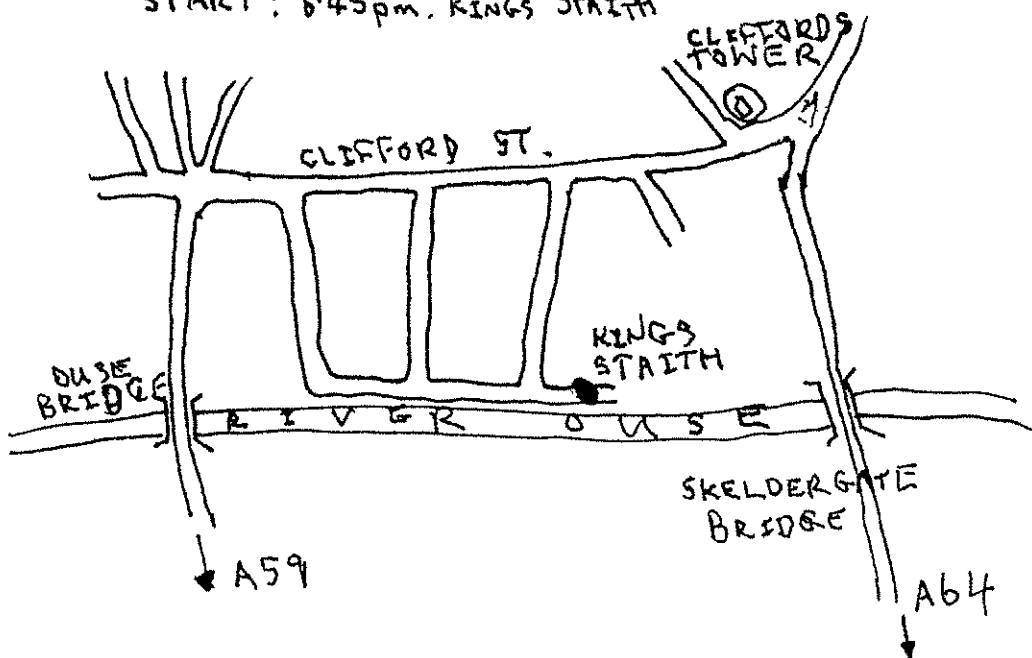 START: 6.45pm. KINGS STAITH
CLIFFORDS
TOWER
CLIFFORD ST.
KINGS
STAITH
OUSE
BRIDGE
RIVER OUSE
SKELDERGATE
BRIDGE
A59
A64